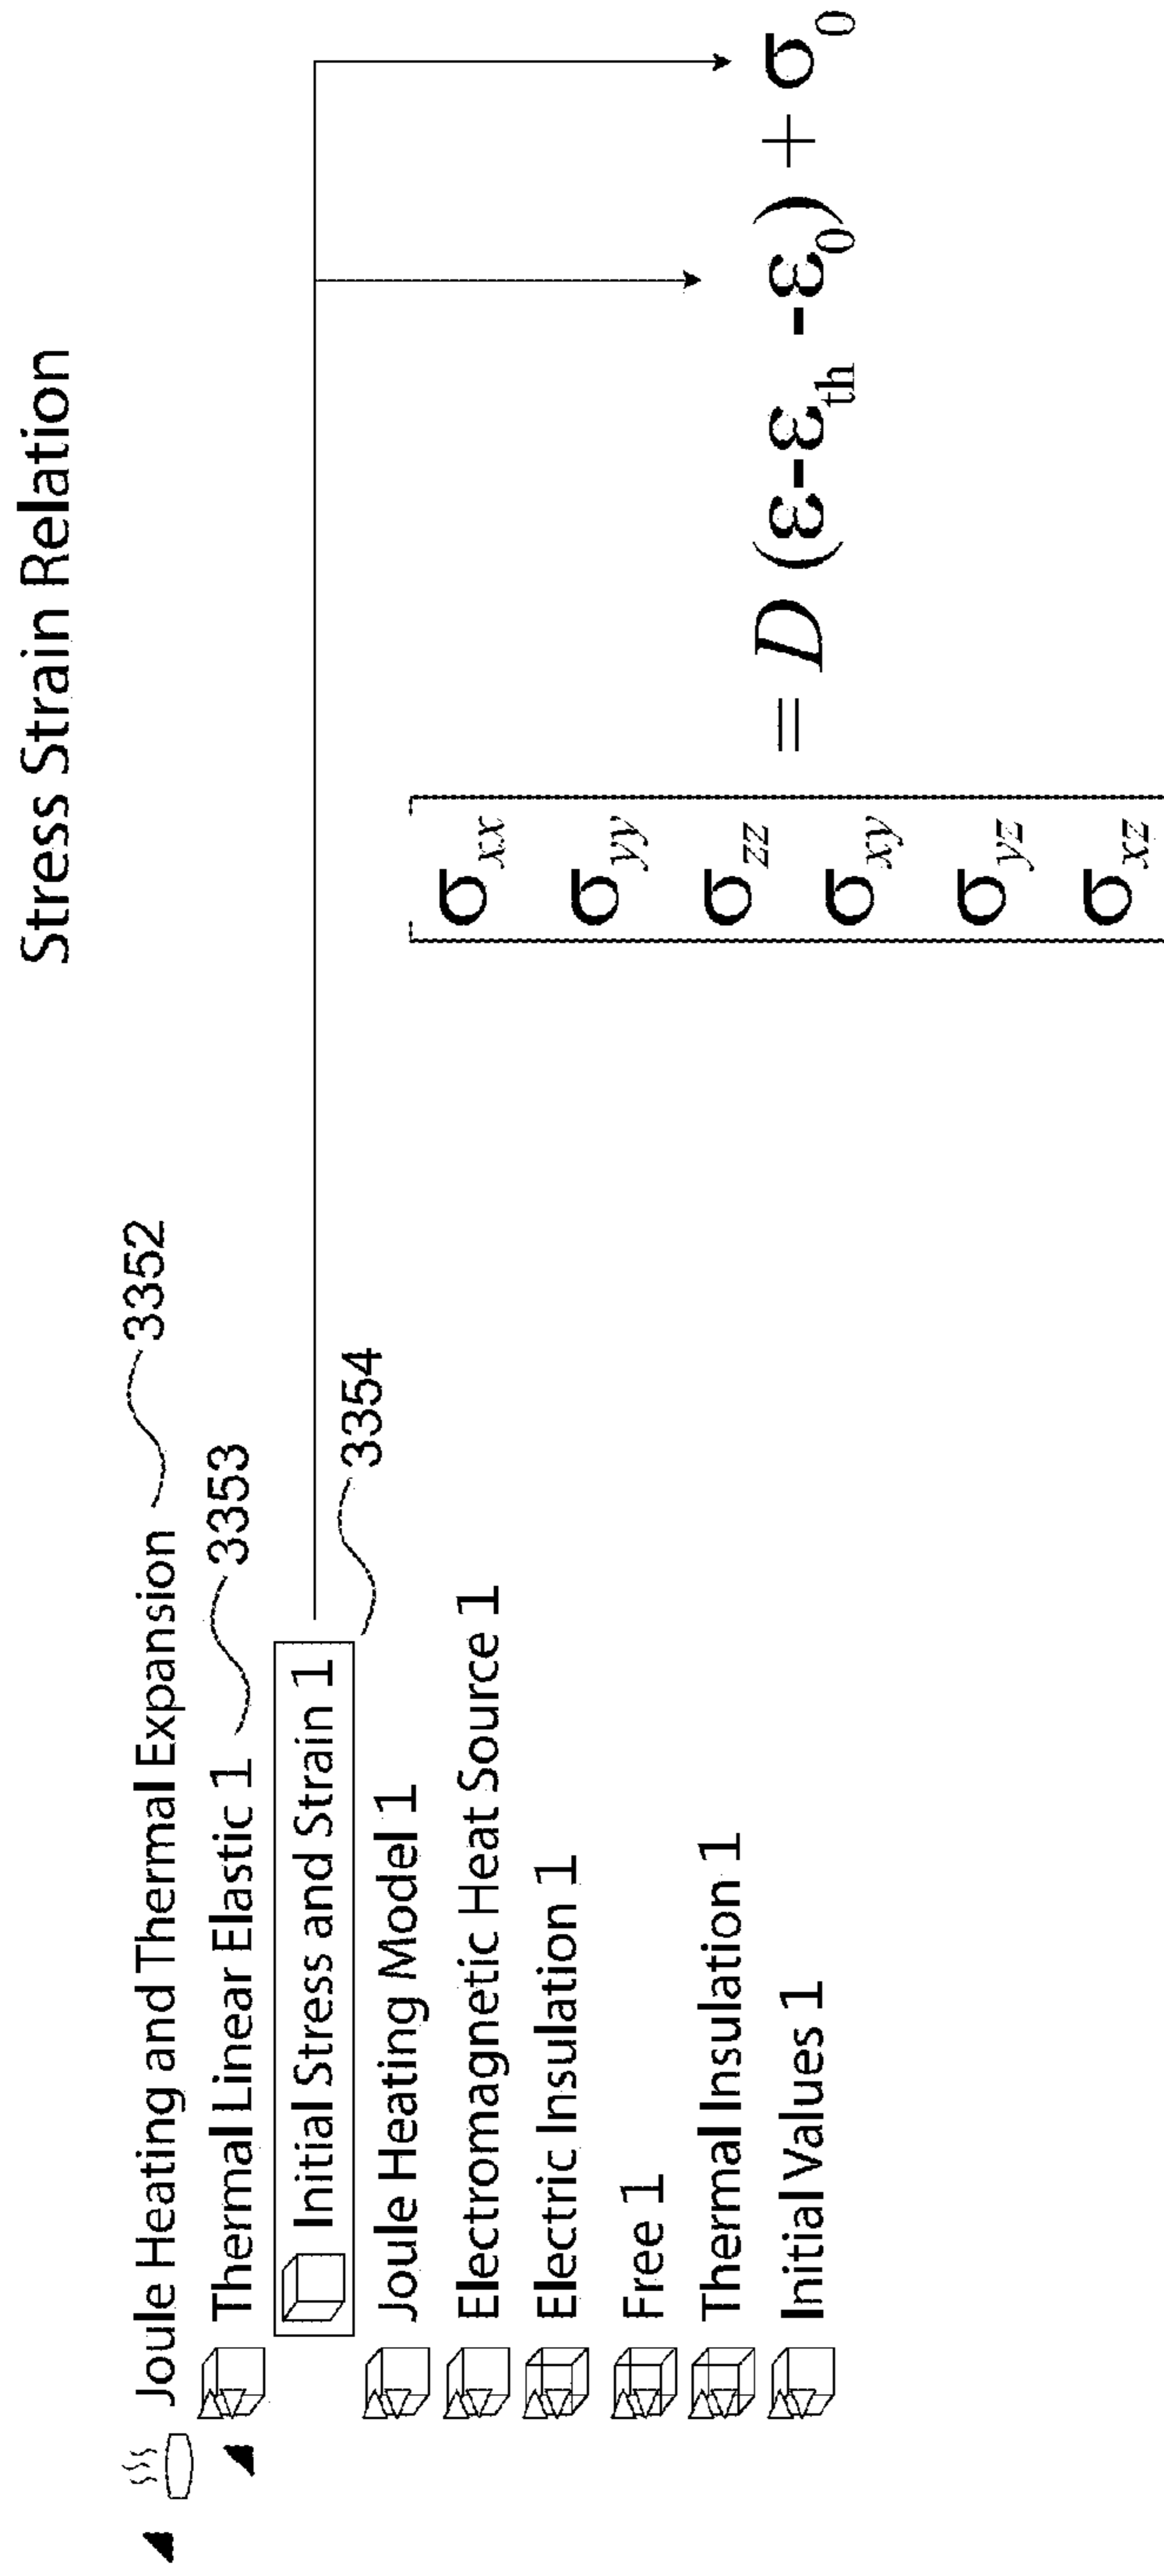 Stress Strain Relation
Joule Heating and Thermal Expansion 3352
Thermal Linear Elastic 1 3353
Initial Stress and Strain 1
3354
Joule Heating Model 1
Electromagnetic Heat Source 1
Electric Insulation 1
Free 1
Thermal Insulation 1
Initial Values 1
σxx
σyy
σzz = D (ε-εth -ε0) + σ0
σxy
σyz
σxz